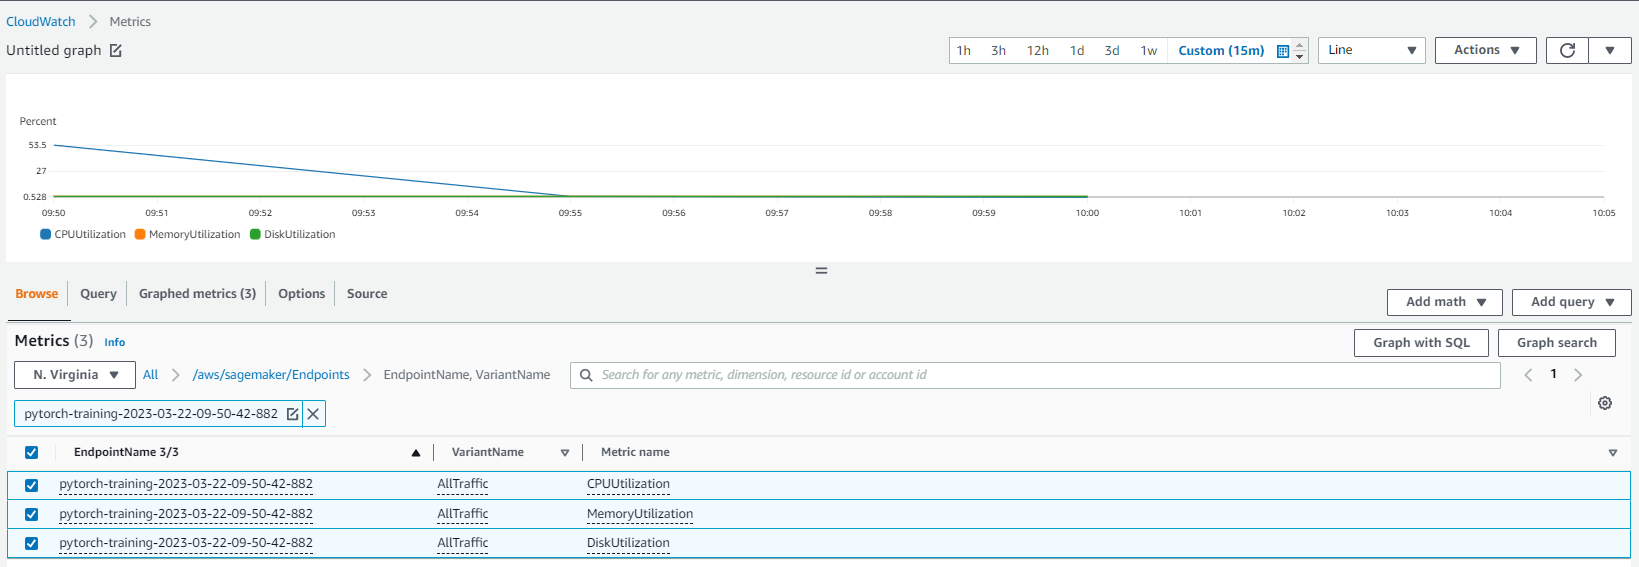 CloudWatch > Metrics
Untitled graph
1h 3h 12h 1d 3d 1w Custom (15m) Line Actions
Percent
53.5
27
0.528
09:50 09:51 09:52 09:53 09:54 09:55 09:56 09:57 09:58 09:59 10:00 10:01 10:02 10:03 10:04 10:05
CPUUtilization MemoryUtilization DiskUtilization
Browse Query Graphed metrics (3) Options Source
Add math Add query
Metrics (3) Info
Graph with SQL Graph search
N. Virginia All > /aws/sagemaker/Endpoints > EndpointName, VariantName Search for any metric, dimension, resource id or account id < 1 >
pytorch-training-2023-03-22-09-50-42-882
EndpointName 3/3 VariantName Metric name
pytorch-training-2023-03-22-09-50-42-882 AllTraffic CPUUtilization
pytorch-training-2023-03-22-09-50-42-882 AllTraffic MemoryUtilization
pytorch-training-2023-03-22-09-50-42-882 AllTraffic DiskUtilization